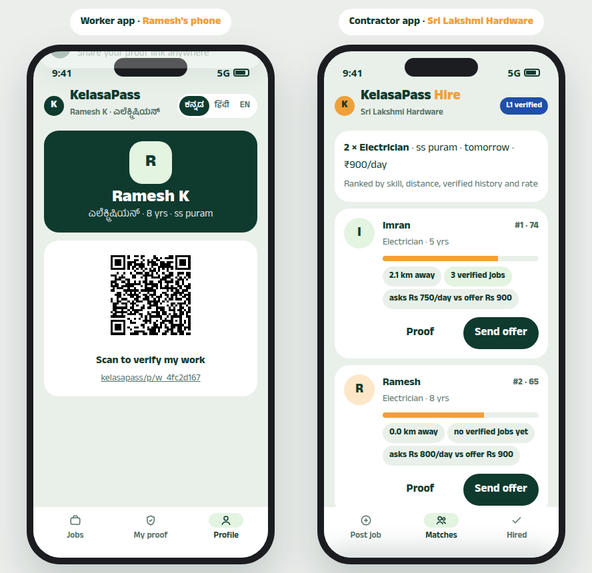 Worker app · Ramesh's phone
Share your proof link anywhere
9:41
5G
K
KelasaPass
Ramesh K · ಎಲೆಕ್ಟ್ರಿಷಿಯನ್
ಕನ್ನಡ हिंदी EN
R
Ramesh K
ಎಲೆಕ್ಟ್ರಿಷಿಯನ್ · 8 yrs · ss puram
Scan to verify my work
kelasapass/p/w_4fc2d167
Jobs
My proof
Profile
Contractor app · Sri Lakshmi Hardware
9:41
5G
K
KelasaPass Hire
Sri Lakshmi Hardware
L1 verified
2 × Electrician · ss puram · tomorrow ·
₹900/day
Ranked by skill, distance, verified history and rate
I
Imran
#1 · 74
Electrician · 5 yrs
2.1 km away
3 verified jobs
asks Rs 750/day vs offer Rs 900
Proof
Send offer
R
Ramesh
#2 · 65
Electrician · 8 yrs
0.0 km away
no verified jobs yet
asks Rs 800/day vs offer Rs 900
Proof
Send offer
Post job
Matches
Hired